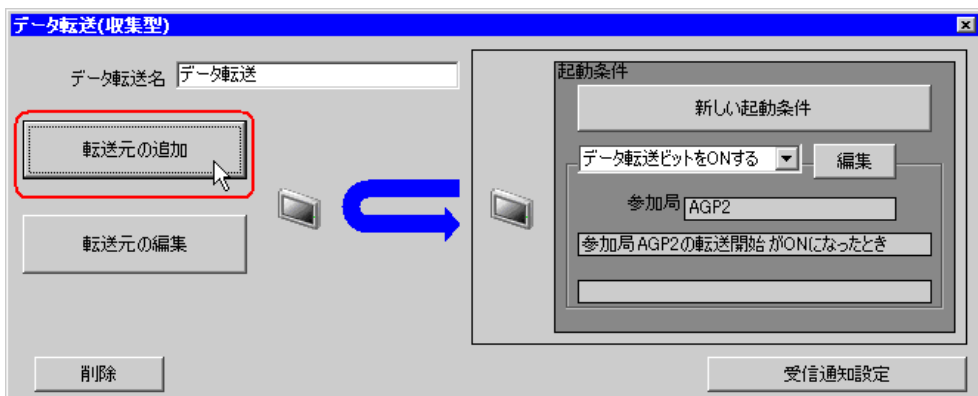 データ転送(収集型)
データ転送名 データ転送
起動条件
新しい起動条件
転送元の追加
データ転送ビットをONする
編集
参加局 AGP2
転送元の編集
参加局AGP2の転送開始 がONになったとき
削除
受信通知設定